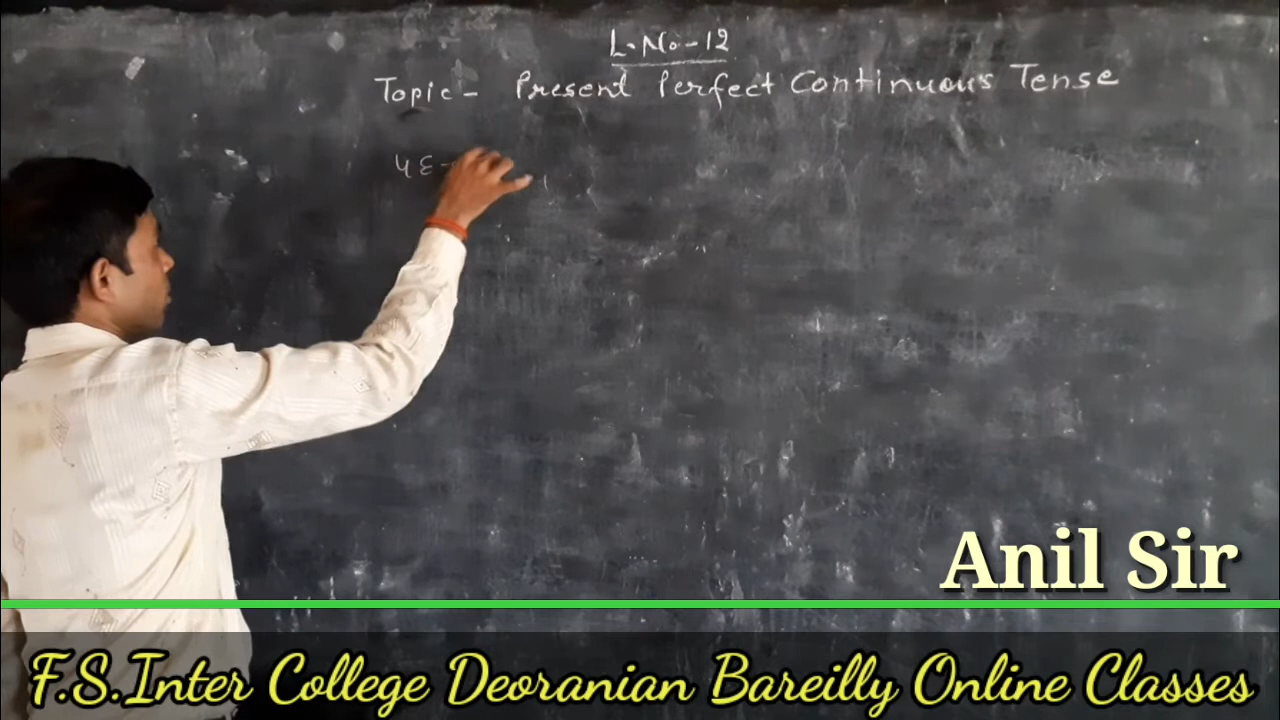 L.No-12
Topic - Present Perfect Continuous Tense
Anil Sir
F.S.Inter College Deoranian Bareilly Online Classes